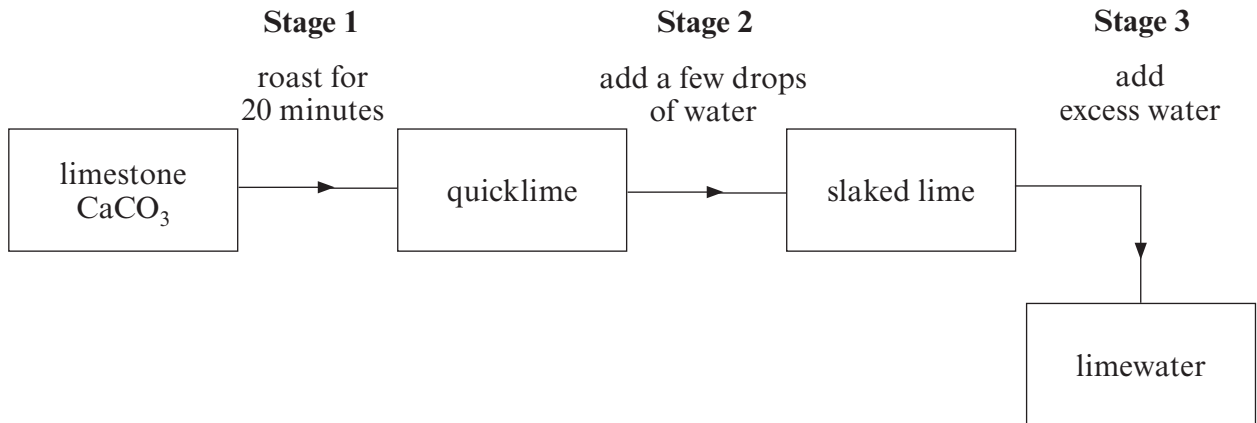 Stage 1
roast for
20 minutes
Stage 2
add a few drops
of water
Stage 3
add
excess water
limestone
CaCO₃
quicklime
slaked lime
limewater